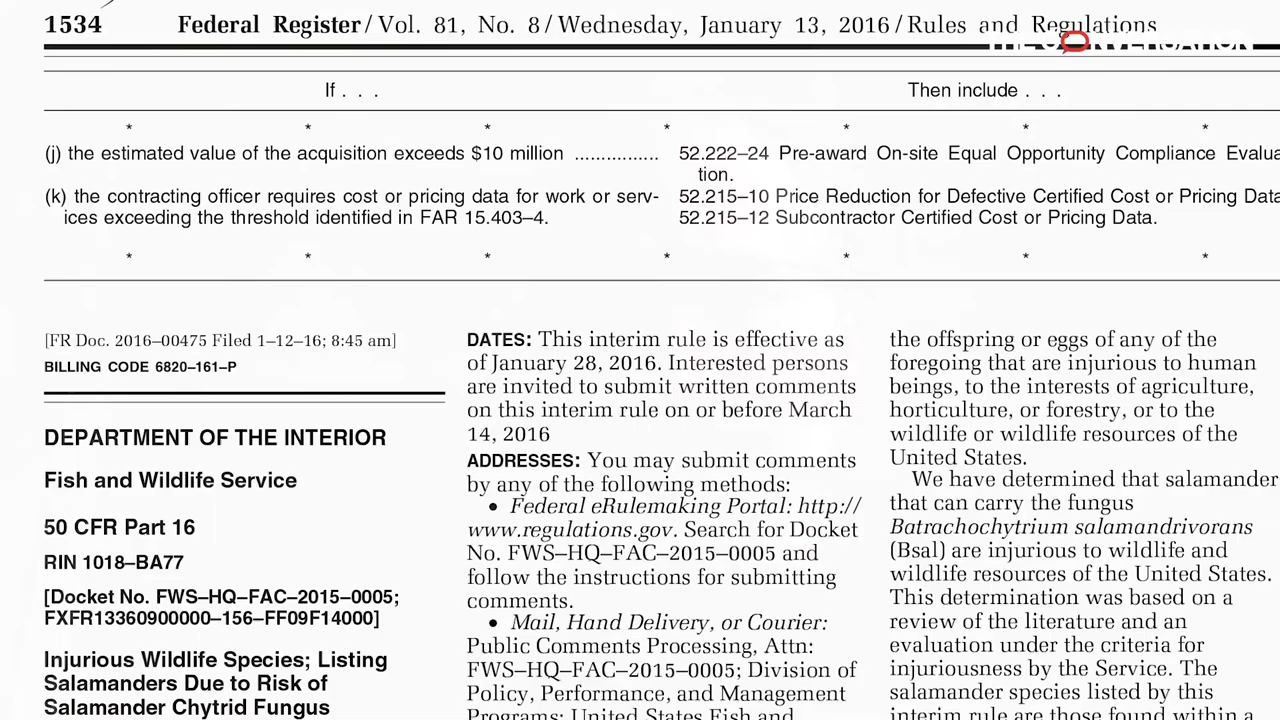 1534 Federal Register / Vol. 81, No. 8 / Wednesday, January 13, 2016 / Rules and Regulations
THE CONVERSATION
If . . . Then include . . .
* * * * * * *
(j) the estimated value of the acquisition exceeds $10 million ................ 52.222–24 Pre-award On-site Equal Opportunity Compliance Evalua
tion.
(k) the contracting officer requires cost or pricing data for work or serv- 52.215–10 Price Reduction for Defective Certified Cost or Pricing Data
ices exceeding the threshold identified in FAR 15.403–4. 52.215–12 Subcontractor Certified Cost or Pricing Data.
* * * * * * *
[FR Doc. 2016–00475 Filed 1–12–16; 8:45 am]
BILLING CODE 6820–161–P
DEPARTMENT OF THE INTERIOR
Fish and Wildlife Service
50 CFR Part 16
RIN 1018–BA77
[Docket No. FWS–HQ–FAC–2015–0005;
FXFR13360900000–156–FF09F14000]
Injurious Wildlife Species; Listing
Salamanders Due to Risk of
Salamander Chytrid Fungus
DATES: This interim rule is effective as
of January 28, 2016. Interested persons
are invited to submit written comments
on this interim rule on or before March
14, 2016
ADDRESSES: You may submit comments
by any of the following methods:
• Federal eRulemaking Portal: http://
www.regulations.gov. Search for Docket
No. FWS–HQ–FAC–2015–0005 and
follow the instructions for submitting
comments.
• Mail, Hand Delivery, or Courier:
Public Comments Processing, Attn:
FWS–HQ–FAC–2015–0005; Division of
Policy, Performance, and Management
Programs; United States Fish and
the offspring or eggs of any of the
foregoing that are injurious to human
beings, to the interests of agriculture,
horticulture, or forestry, or to the
wildlife or wildlife resources of the
United States.
We have determined that salamander
that can carry the fungus
Batrachochytrium salamandrivorans
(Bsal) are injurious to wildlife and
wildlife resources of the United States.
This determination was based on a
review of the literature and an
evaluation under the criteria for
injuriousness by the Service. The
salamander species listed by this
interim rule are those found within a